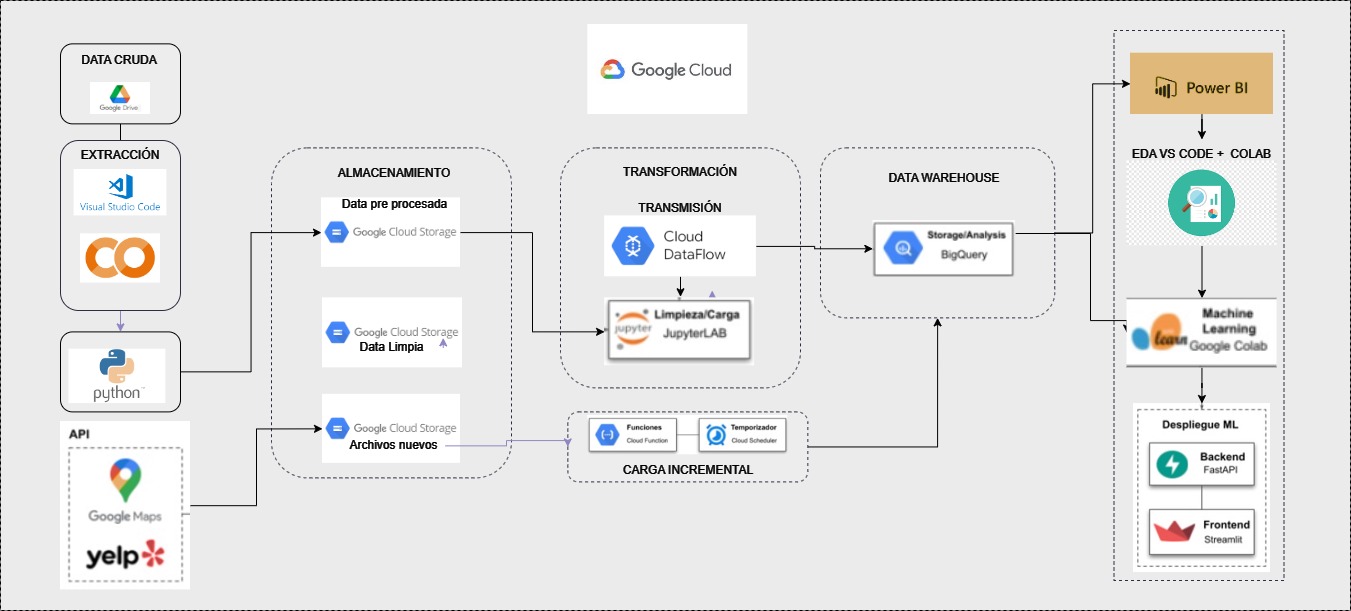 Google Cloud
DATA CRUDA
Google Drive
EXTRACCIÓN
Visual Studio Code
python™
API
Google Maps
yelp
ALMACENAMIENTO
Data pre procesada
Google Cloud Storage
Google Cloud Storage
Data Limpia
Google Cloud Storage
Archivos nuevos
TRANSFORMACIÓN
TRANSMISIÓN
Cloud
DataFlow
Limpieza/Carga
jupyter
JupyterLAB
Funciones
Cloud Function
Temporizador
Cloud Scheduler
CARGA INCREMENTAL
DATA WAREHOUSE
Storage/Analysis
BigQuery
Power BI
EDA VS CODE + COLAB
Machine
Learning
learn
Google Colab
Despliegue ML
Backend
FastAPI
Frontend
Streamlit